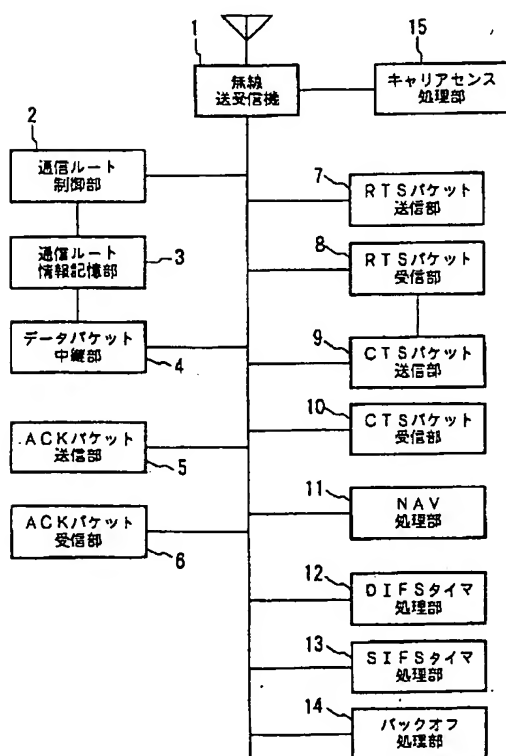 1
無線
送受信機
15
キャリアセンス
処理部
2
通信ルート
制御部
3
通信ルート
情報記憶部
データパケット
中継部
4
ACKパケット
送信部
5
ACKパケット
受信部
6
7
RTSパケット
送信部
8
RTSパケット
受信部
9
CTSパケット
送信部
10
CTSパケット
受信部
11
NAV
処理部
12
DIFSタイマ
処理部
13
SIFSタイマ
処理部
14
バックオフ
処理部